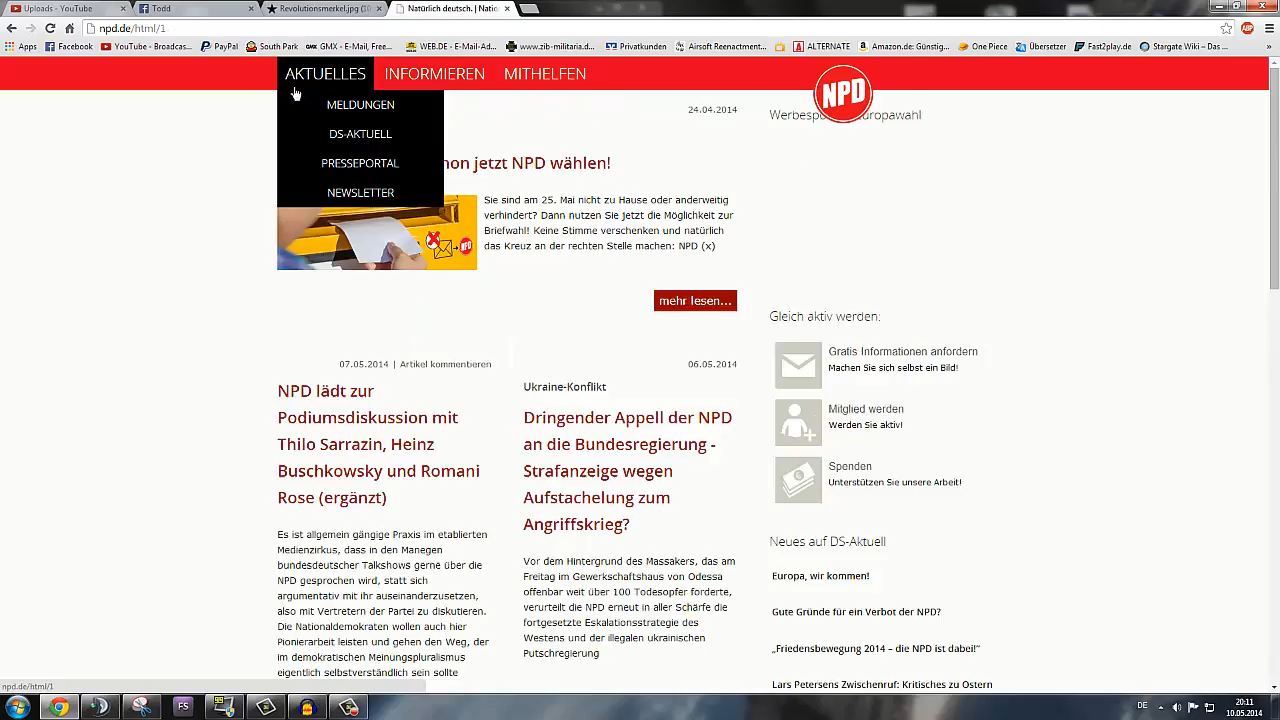 Uploads - YouTube
Todd
Revolutionsmerkel.jpg (10
Natürlich deutsch. | Natio
npd.de/html/1
Apps
Facebook
YouTube - Broadcas...
PayPal
South Park
GMX - E-Mail, Free...
WEB.DE - E-Mail-Ad...
www.zib-militaria.d...
Privatkunden
Airsoft Reenactment...
ALTERNATE
Amazon.de: Günstig...
One Piece
Übersetzer
Fast2play.de
Stargate Wiki – Das ...
»
ABP
AKTUELLES
INFORMIEREN
MITHELFEN
NPD
MELDUNGEN
DS-AKTUELL
PRESSEPORTAL
NEWSLETTER
24.04.2014
on jetzt NPD wählen!
Sie sind am 25. Mai nicht zu Hause oder anderweitig
verhindert? Dann nutzen Sie jetzt die Möglichkeit zur
Briefwahl! Keine Stimme verschenken und natürlich
das Kreuz an der rechten Stelle machen: NPD (x)
NPD
mehr lesen...
07.05.2014 | Artikel kommentieren
NPD lädt zur
Podiumsdiskussion mit
Thilo Sarrazin, Heinz
Buschkowsky und Romani
Rose (ergänzt)
Es ist allgemein gängige Praxis im etablierten
Medienzirkus, dass in den Manegen
bundesdeutscher Talkshows gerne über die
NPD gesprochen wird, statt sich
argumentativ mit ihr auseinanderzusetzen,
also mit Vertretern der Partei zu diskutieren.
Die Nationaldemokraten wollen auch hier
Pionierarbeit leisten und gehen den Weg, der
im demokratischen Meinungspluralismus
eigentlich selbstverständlich sein sollte
06.05.2014
Ukraine-Konflikt
Dringender Appell der NPD
an die Bundesregierung -
Strafanzeige wegen
Aufstachelung zum
Angriffskrieg?
Vor dem Hintergrund des Massakers, das am
Freitag im Gewerkschaftshaus von Odessa
offenbar weit über 100 Todesopfer forderte,
verurteilt die NPD erneut in aller Schärfe die
fortgesetzte Eskalationsstrategie des
Westens und der illegalen ukrainischen
Putschregierung
Werbespo
uropawahl
Gleich aktiv werden:
Gratis Informationen anfordern
Machen Sie sich selbst ein Bild!
Mitglied werden
Werden Sie aktiv!
Spenden
Unterstützen Sie unsere Arbeit!
Neues auf DS-Aktuell
Europa, wir kommen!
Gute Gründe für ein Verbot der NPD?
„Friedensbewegung 2014 – die NPD ist dabei!“
Lars Petersens Zwischenruf: Kritisches zu Ostern
npd.de/html/1
FS
DE
20:11
10.05.2014